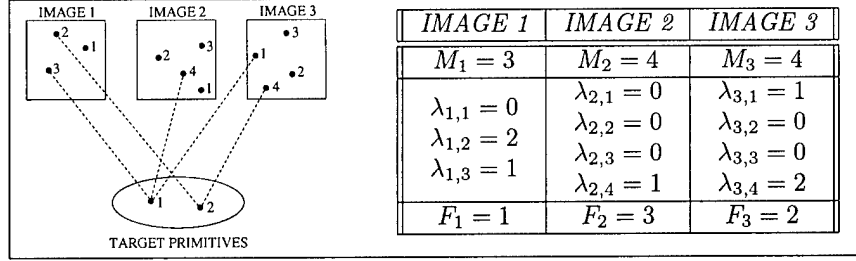 IMAGE 1 IMAGE 2 IMAGE 3
2 1 3
2 3 4 1
3 1 2 4
1 2
TARGET PRIMITIVES
IMAGE 1 IMAGE 2 IMAGE 3
M₁ = 3 M₂ = 4 M₃ = 4
λ₁,₁ = 0 λ₂,₁ = 0 λ₃,₁ = 1
λ₁,₂ = 2 λ₂,₂ = 0 λ₃,₂ = 0
λ₁,₃ = 1 λ₂,₃ = 0 λ₃,₃ = 0
λ₂,₄ = 1 λ₃,₄ = 2
F₁ = 1 F₂ = 3 F₃ = 2